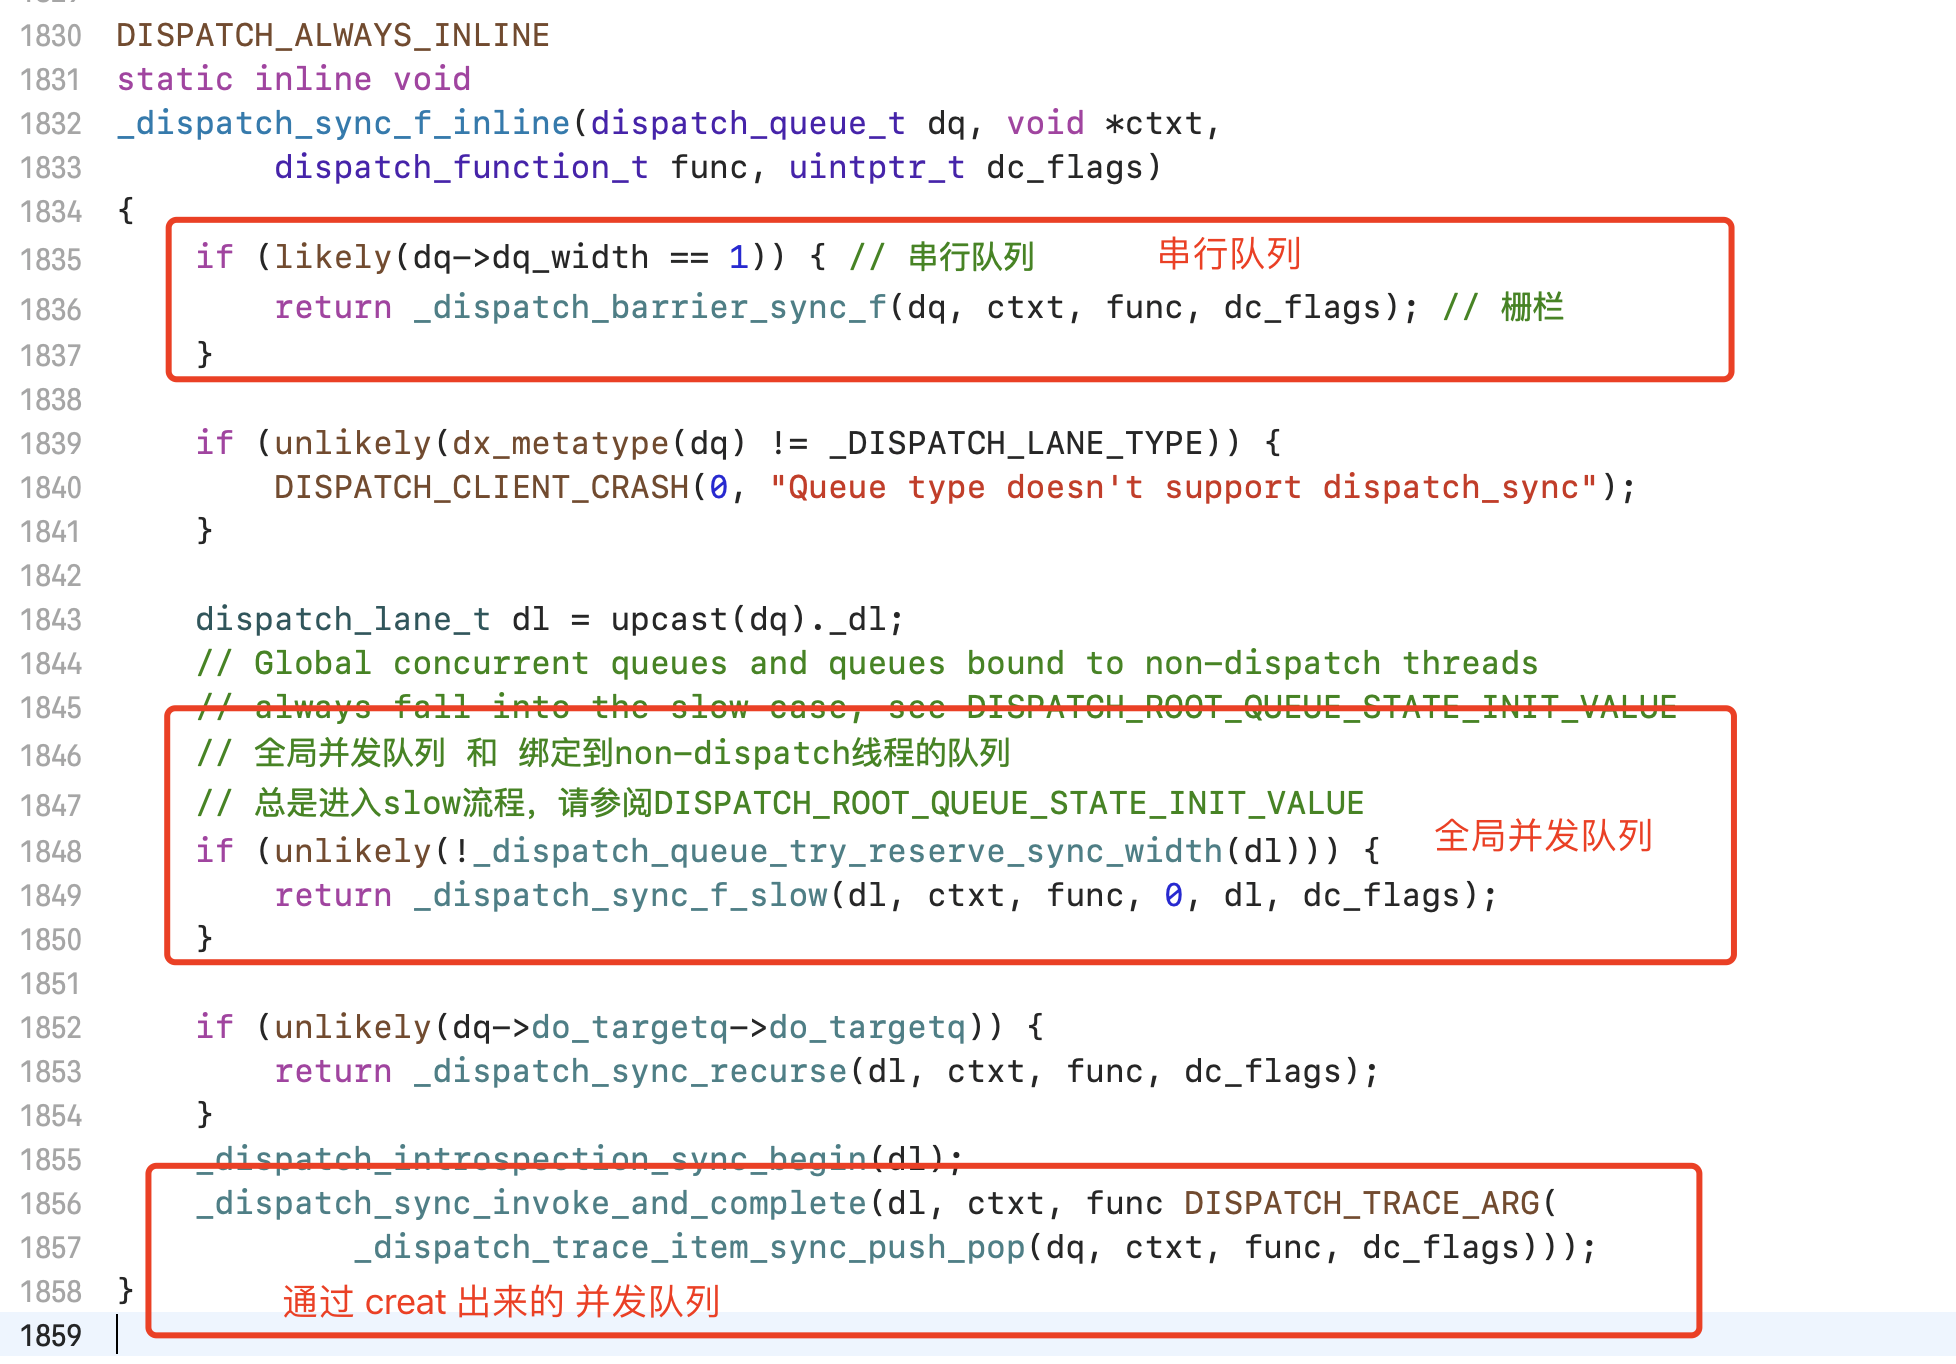 1830 DISPATCH_ALWAYS_INLINE
1831 static inline void
1832 _dispatch_sync_f_inline(dispatch_queue_t dq, void *ctxt,
1833 dispatch_function_t func, uintptr_t dc_flags)
1834 {
1835 if (likely(dq->dq_width == 1)) { // 串行队列 串行队列
1836 return _dispatch_barrier_sync_f(dq, ctxt, func, dc_flags); // 栅栏
1837 }
1838
1839 if (unlikely(dx_metatype(dq) != _DISPATCH_LANE_TYPE)) {
1840 DISPATCH_CLIENT_CRASH(0, "Queue type doesn't support dispatch_sync");
1841 }
1842
1843 dispatch_lane_t dl = upcast(dq)._dl;
1844 // Global concurrent queues and queues bound to non-dispatch threads
1845 // always fall into the slow case, see DISPATCH_ROOT_QUEUE_STATE_INIT_VALUE
1846 // 全局并发队列 和 绑定到non-dispatch线程的队列
1847 // 总是进入slow流程，请参阅DISPATCH_ROOT_QUEUE_STATE_INIT_VALUE
全局并发队列
1848 if (unlikely(!_dispatch_queue_try_reserve_sync_width(dl))) {
1849 return _dispatch_sync_f_slow(dl, ctxt, func, 0, dl, dc_flags);
1850 }
1851
1852 if (unlikely(dq->do_targetq->do_targetq)) {
1853 return _dispatch_sync_recurse(dl, ctxt, func, dc_flags);
1854 }
1855 _dispatch_introspection_sync_begin(dl);
1856 _dispatch_sync_invoke_and_complete(dl, ctxt, func DISPATCH_TRACE_ARG(
1857 _dispatch_trace_item_sync_push_pop(dq, ctxt, func, dc_flags)));
1858 }
通过 creat 出来的 并发队列
1859